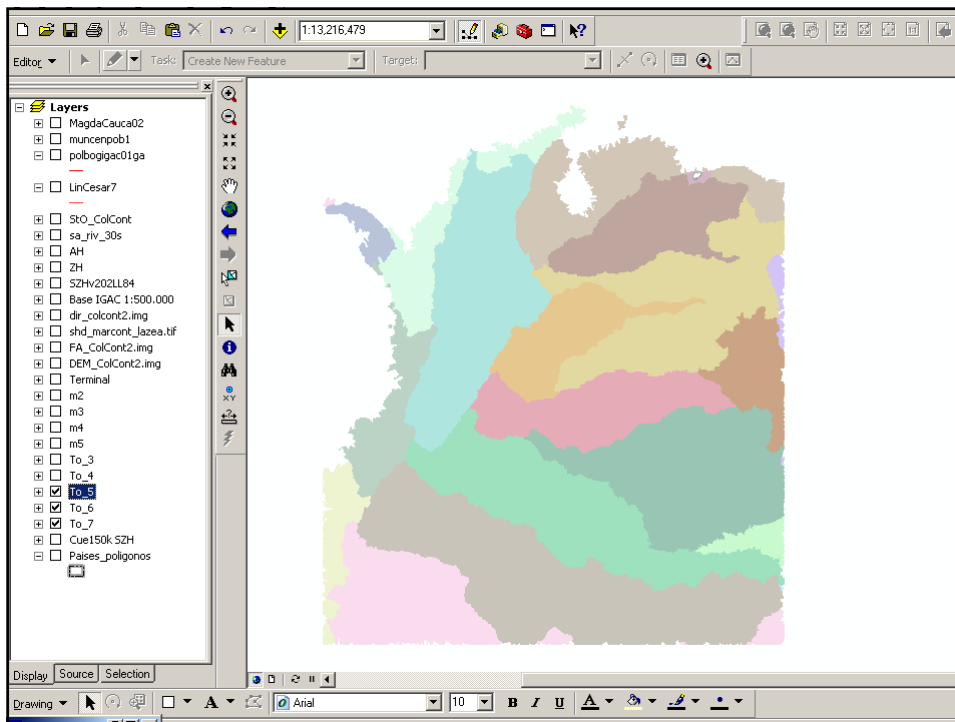 1:13,216,479
Editor Task: Create New Feature Target:
Layers
MagdaCauca02
muncenpob1
polbogigac01ga
LinCesar7
StO_ColCont
sa_riv_30s
AH
ZH
SZHv202LL84
Base IGAC 1:500.000
dir_colcont2.img
shd_marcont_lazea.tif
FA_ColCont2.img
DEM_ColCont2.img
Terminal
m2
m3
m4
m5
To_3
To_4
To_5
To_6
To_7
Cue150k SZH
Paises_poligonos
XY
Display Source Selection
Drawing A Arial 10 B I U A